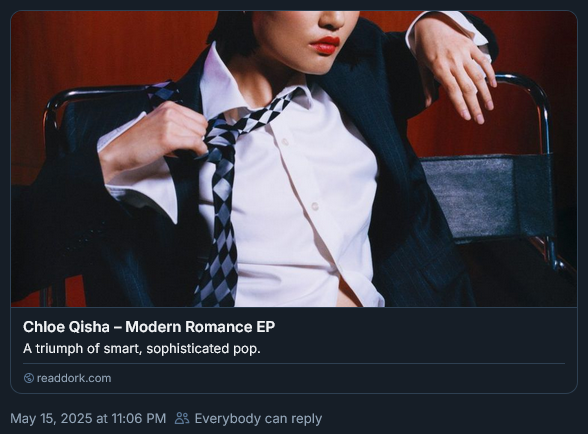 Chloe Qisha – Modern Romance EP
A triumph of smart, sophisticated pop.
readdork.com
May 15, 2025 at 11:06 PM Everybody can reply